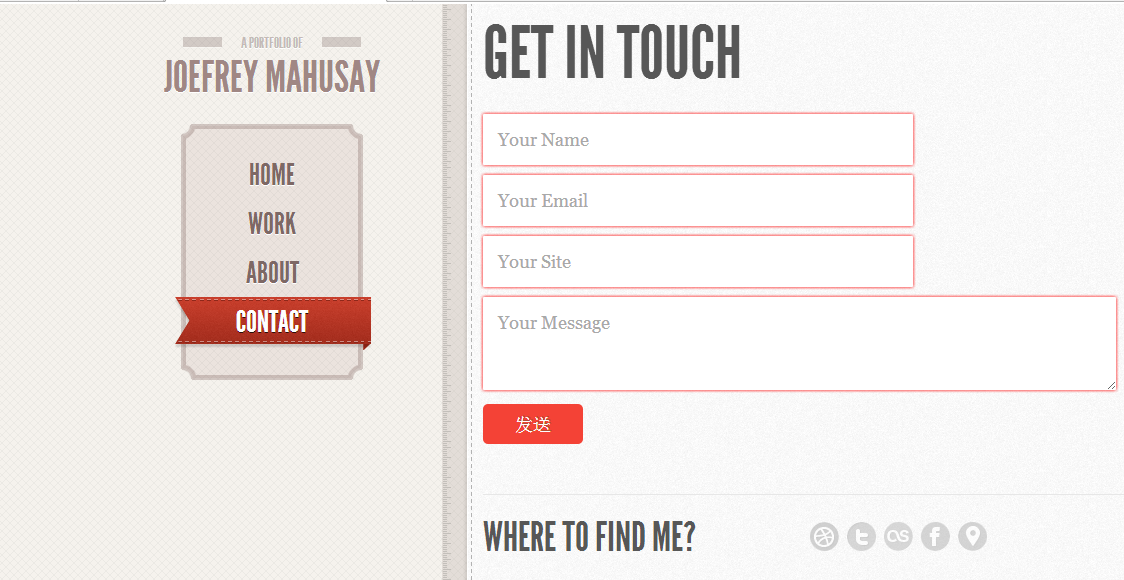 A PORTFOLIO OF
JOEFREY MAHUSAY
HOME
WORK
ABOUT
CONTACT
GET IN TOUCH
Your Name
Your Email
Your Site
Your Message
发送
WHERE TO FIND ME?